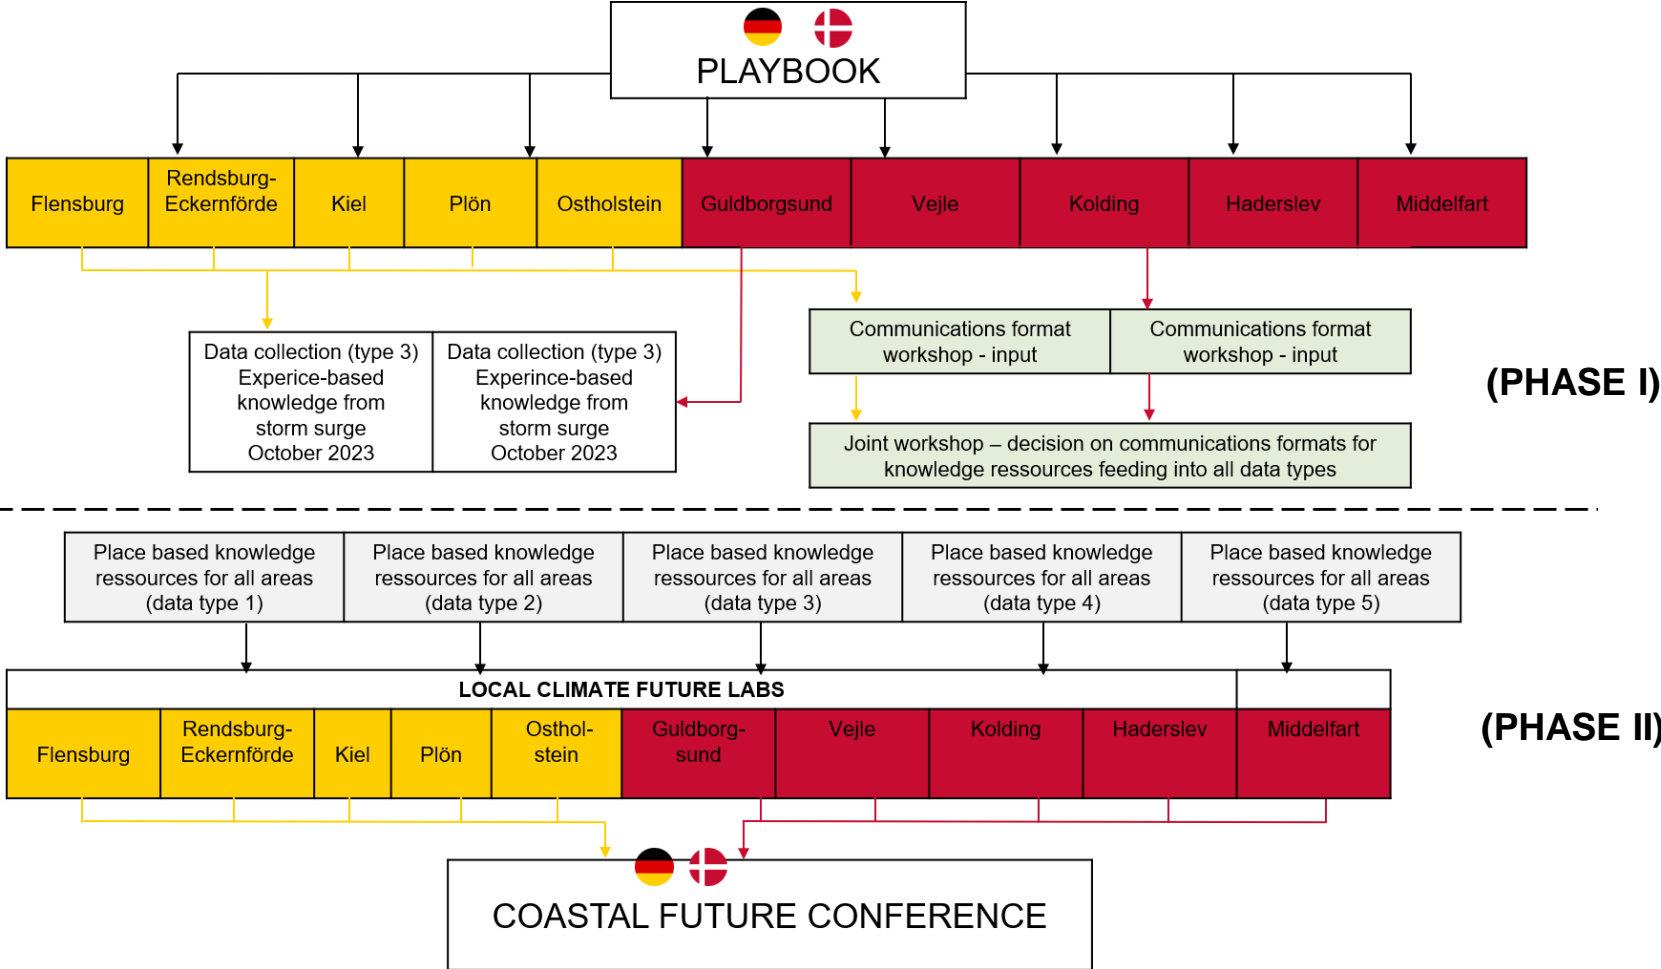 PLAYBOOK
Flensburg
Rendsburg-
Eckernförde
Kiel
Plön
Ostholstein
Guldborgsund
Vejle
Kolding
Haderslev
Middelfart
Data collection (type 3)
Experice-based
knowledge from
storm surge
October 2023
Data collection (type 3)
Experince-based
knowledge from
storm surge
October 2023
Communications format
workshop - input
Communications format
workshop - input
(PHASE I)
Joint workshop – decision on communications formats for
knowledge ressources feeding into all data types
Place based knowledge
ressources for all areas
(data type 1)
Place based knowledge
ressources for all areas
(data type 2)
Place based knowledge
ressources for all areas
(data type 3)
Place based knowledge
ressources for all areas
(data type 4)
Place based knowledge
ressources for all areas
(data type 5)
LOCAL CLIMATE FUTURE LABS
Flensburg
Rendsburg-
Eckernförde
Kiel
Plön
Osthol-
stein
Guldborg-
sund
Vejle
Kolding
Haderslev
Middelfart
(PHASE II)
COASTAL FUTURE CONFERENCE